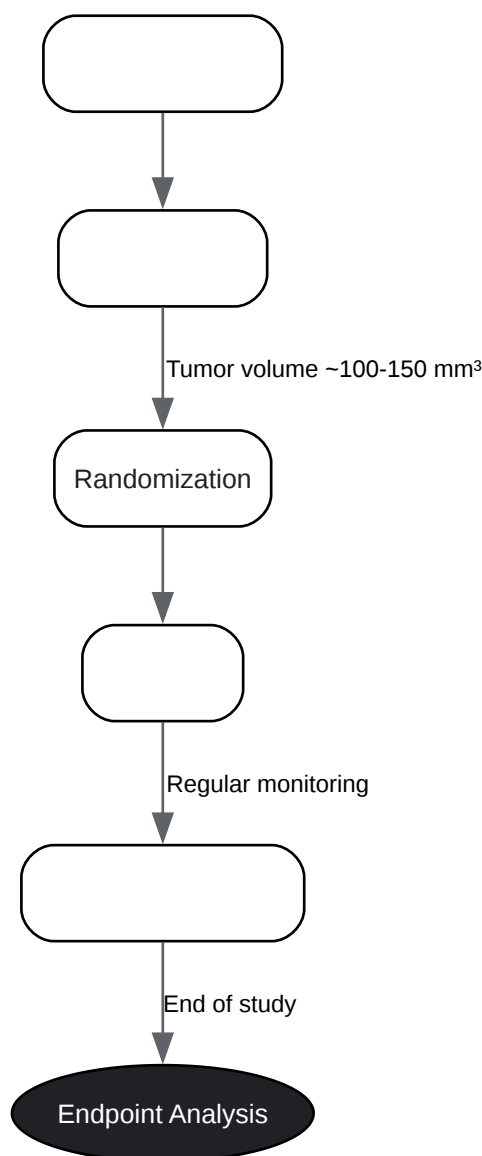 Tumor volume ~100-150 mm³
Randomization
Regular monitoring
End of study
Endpoint Analysis